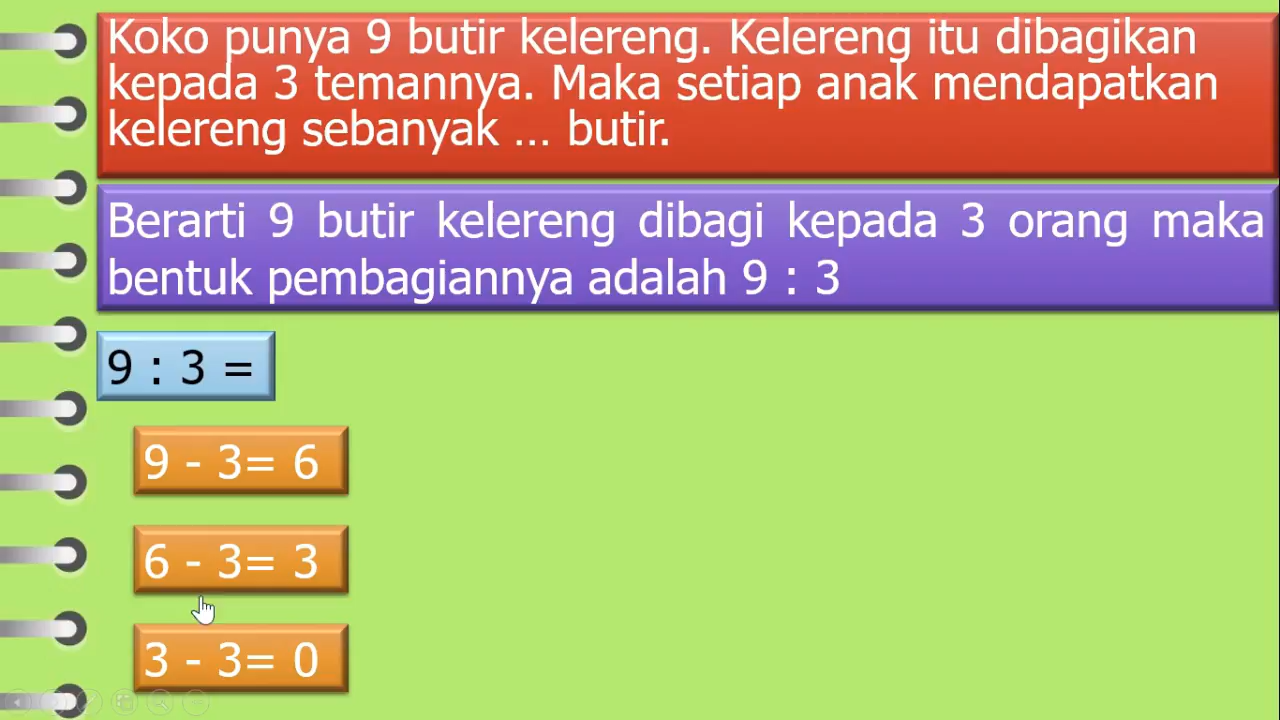 Koko punya 9 butir kelereng. Kelereng itu dibagikan
kepada 3 temannya. Maka setiap anak mendapatkan
kelereng sebanyak ... butir.
Berarti 9 butir kelereng dibagi kepada 3 orang maka
bentuk pembagiannya adalah 9 : 3
9 : 3 =
9 - 3= 6
6 - 3= 3
3 - 3= 0